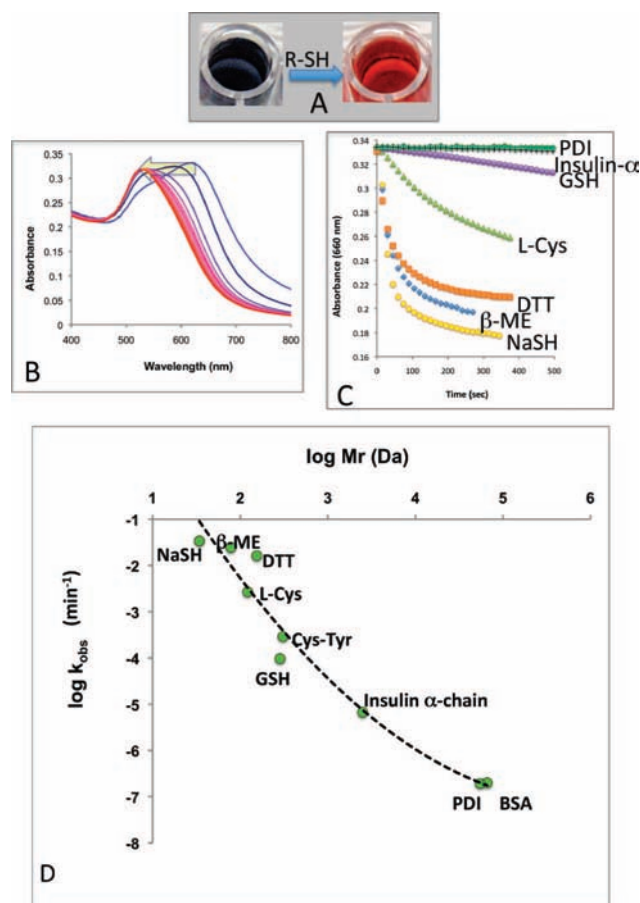 R-SH
A
0.35
0.3
0.25
0.2
0.15
0.1
0.05
0
Absorbance
400 500 600 700 800
Wavelength (nm)
B
0.34
0.32
0.30
0.28
0.26
0.24
0.22
0.20
0.18
0.16
Absorbance (660 nm)
PDI
Insulin-α
GSH
L-Cys
DTT
β-ME
NaSH
0 100 200 300 400 500
Time (sec)
C
log Mr (Da)
1 2 3 4 5 6
-1
-2
-3
-4
-5
-6
-7
-8
log kobs (min-1)
NaSH
β-ME
DTT
L-Cys
Cys-Tyr
GSH
Insulin α-chain
PDI BSA
D